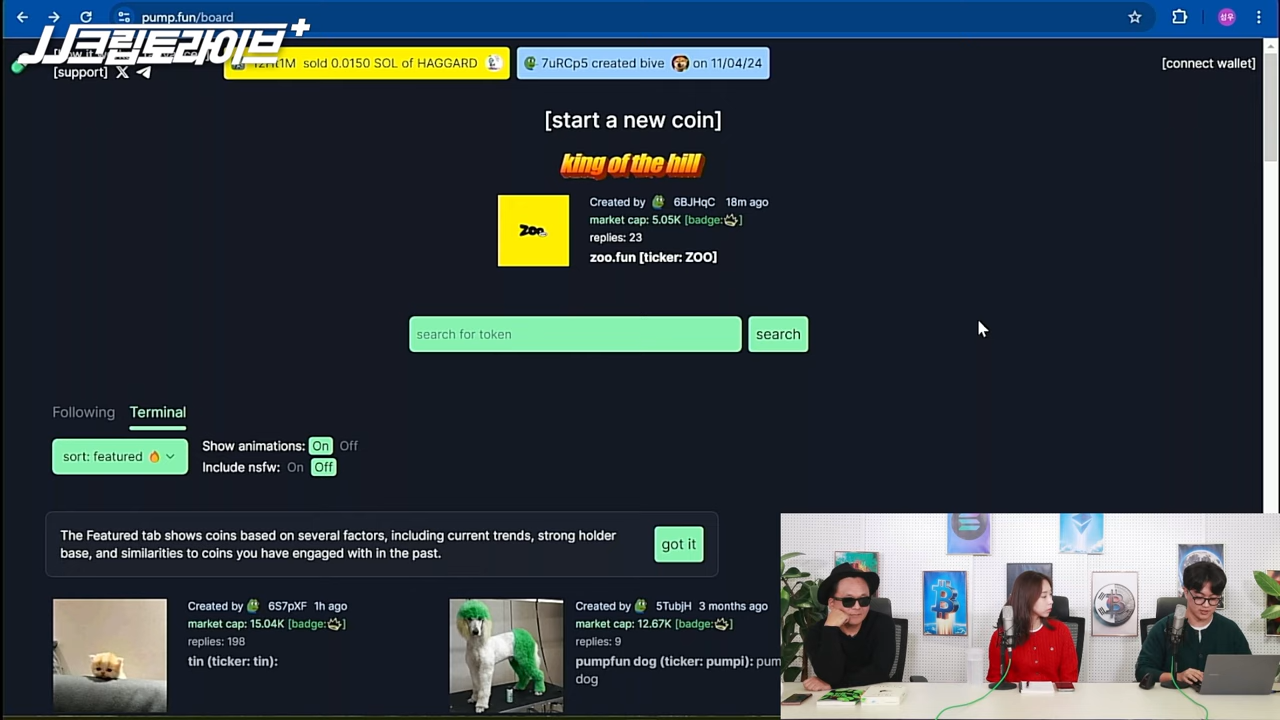 pump.fun/board
섭우
JJ크립토라이브+
[support]
sold 0.0150 SOL of HAGGARD
7uRCp5 created bive on 11/04/24
[connect wallet]
[start a new coin]
king of the hill
Created by 6BJHqC 18m ago
market cap: 5.05K [badge: ]
replies: 23
zoo.fun [ticker: ZOO]
Zoo
search for token
search
Following Terminal
sort: featured
Show animations: On Off
Include nsfw: On Off
The Featured tab shows coins based on several factors, including current trends, strong holder
base, and similarities to coins you have engaged with in the past.
got it
Created by 6S7pXF 1h ago
market cap: 15.04K [badge: ]
replies: 198
tin (ticker: tin):
Created by 5TubjH 3 months ago
market cap: 12.67K [badge: ]
replies: 9
pumpfun dog (ticker: pumpi): pum
dog